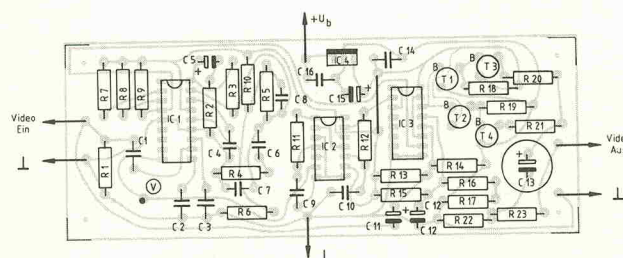 +Ub
C 5
IC 4
C 14
C 16
C 15
R 7
R 8
R 9
IC 1
R 2
R 3
R 10
R 5
C 8
IC 3
B
T 1
B
T 3
R 20
R 18
R 19
T 2
T 4
R 21
Video
Ein
C 1
C 4
C 6
R 11
IC 2
R 12
Video
Au
R 1
V
R 4
C 7
C 9
C 10
R 13
R 15
R 14
R 16
R 17
R 22
R 23
C 13
C 2
C 3
R 6
C 11
C 12
C 12
⊥
⊥
⊥